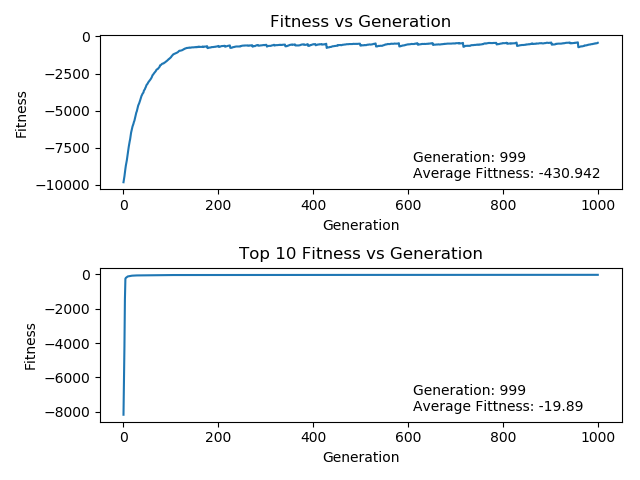 Fitness vs Generation
0
−2500
−5000
−7500
−10000
Fitness
Generation: 999
Average Fittness: -430.942
0 200 400 600 800 1000
Generation
Top 10 Fitness vs Generation
0
−2000
−4000
−6000
−8000
Fitness
Generation: 999
Average Fittness: -19.89
0 200 400 600 800 1000
Generation